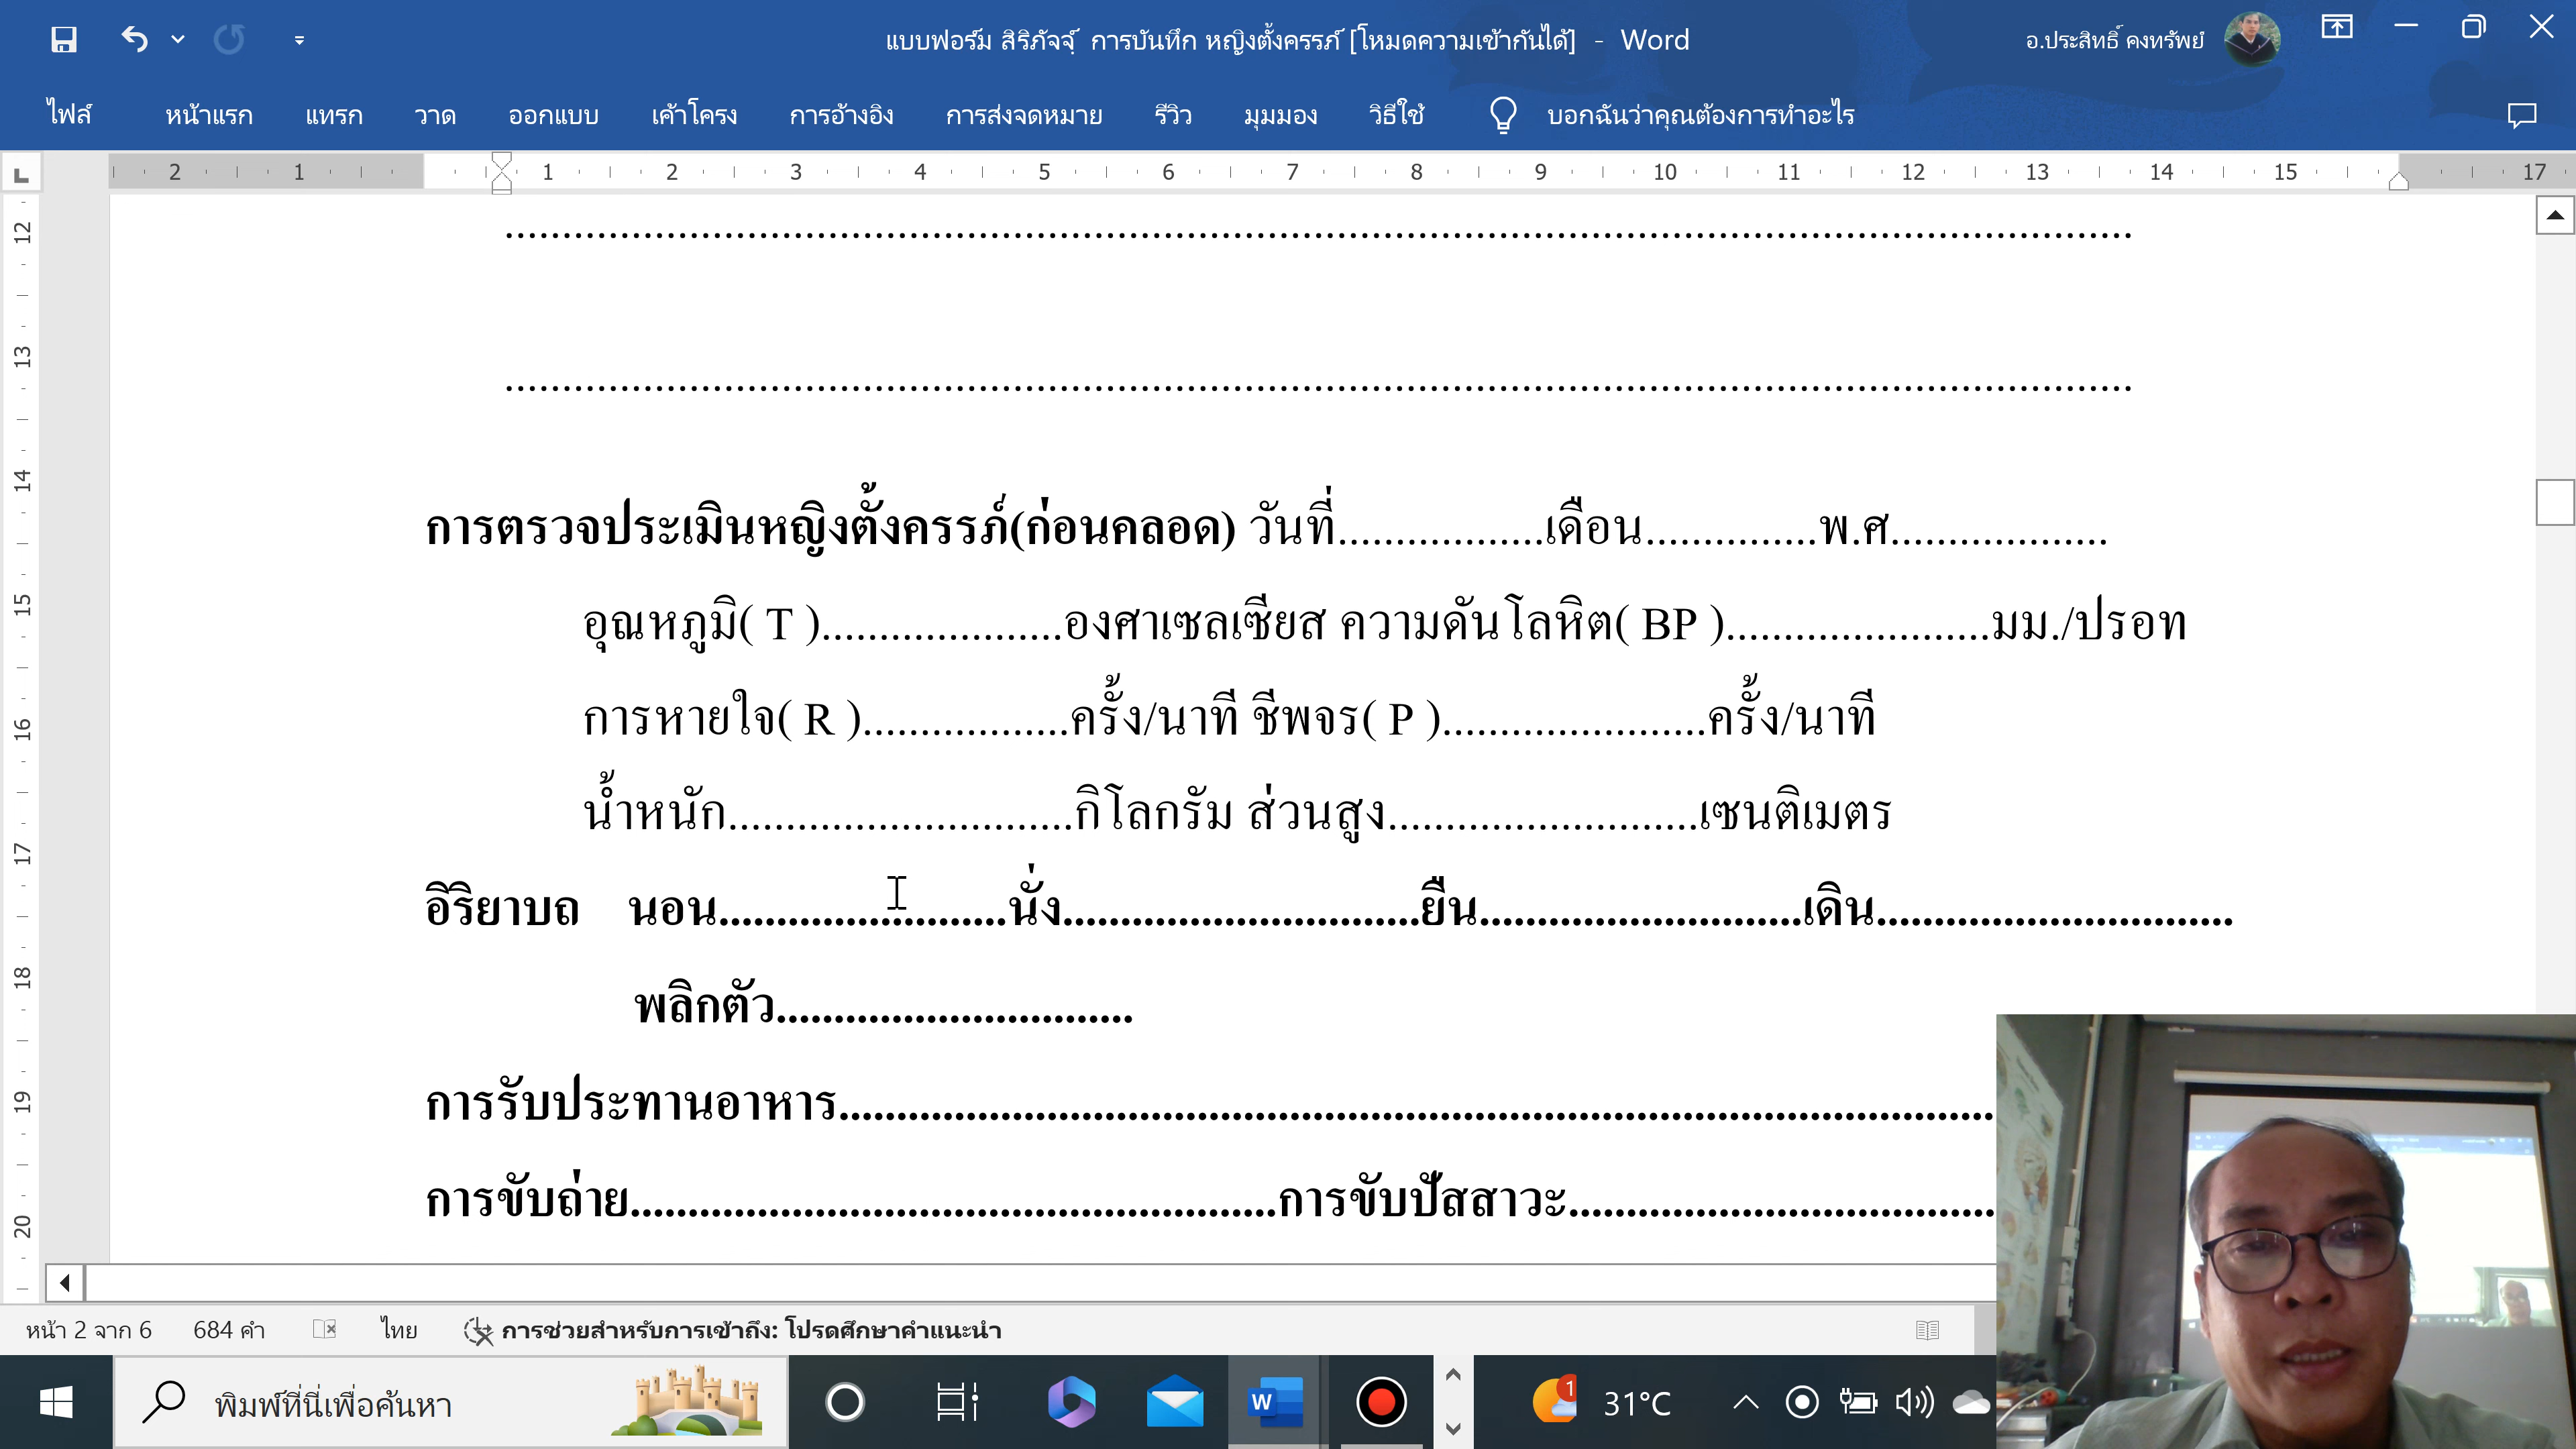 แบบฟอร์ม สิริภัจจุ์ การบันทึก หญิงตั้งครรภ์ [โหมดความเข้ากันได้] - Word
อ.ประสิทธิ์ คงทรัพย์
ไฟล์ หน้าแรก แทรก วาด ออกแบบ เค้าโครง การอ้างอิง การส่งจดหมาย รีวิว มุมมอง วิธีใช้ บอกฉันว่าคุณต้องการทำอะไร
2 1 1 2 3 4 5 6 7 8 9 10 11 12 13 14 15 17
12
13
14
15
16
17
18
19
20
.............................................................................................................................................
.............................................................................................................................................
การตรวจประเมินหญิงตั้งครรภ์(ก่อนคลอด) วันที่..................เดือน...............พ.ศ...................
อุณหภูมิ( T ).....................องศาเซลเซียส ความดันโลหิต( BP ).......................มม./ปรอท
การหายใจ( R )..................ครั้ง/นาที ชีพจร( P ).......................ครั้ง/นาที
น้ำหนัก..............................กิโลกรัม ส่วนสูง...........................เซนติเมตร
อิริยาบถ นอน.........................นั่ง...............................ยืน............................เดิน...............................
พลิกตัว...............................
การรับประทานอาหาร....................................................................................................
การขับถ่าย........................................................การขับปัสสาวะ.....................................
หน้า 2 จาก 6 684 คำ ไทย การช่วยสำหรับการเข้าถึง: โปรดศึกษาคำแนะนำ
พิมพ์ที่นี่เพื่อค้นหา
W
1
31°C